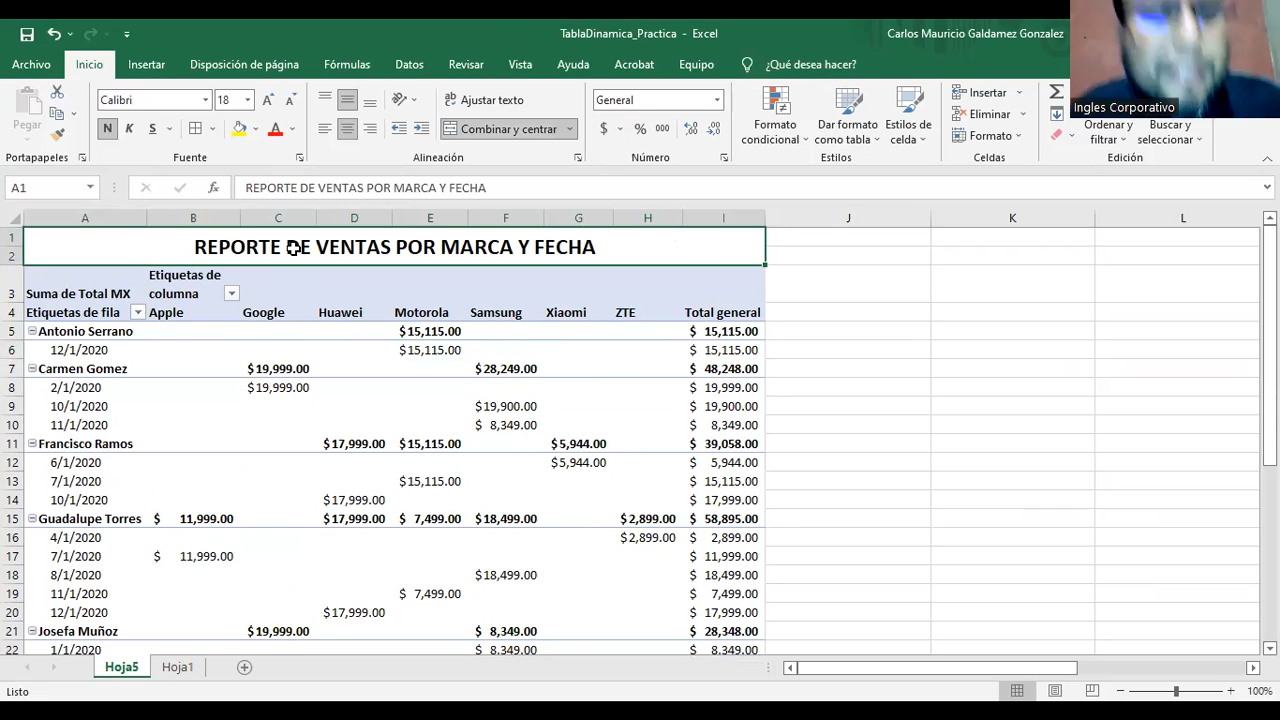 TablaDinamica_Practica - Excel
Carlos Mauricio Galdamez Gonzalez
Archivo Inicio Insertar Disposición de página Fórmulas Datos Revisar Vista Ayuda Acrobat Equipo ¿Qué desea hacer?
Ingles Corporativo
Pegar
Calibri 18
N K S
Ajustar texto
Combinar y centrar
General
$ % 000
Formato condicional
Dar formato como tabla
Estilos de celda
Insertar
Eliminar
Formato
Ordenar y filtrar
Buscar y seleccionar
Portapapeles Fuente Alineación Número Estilos Celdas Edición
A1 fx REPORTE DE VENTAS POR MARCA Y FECHA
A B C D E F G H I J K L
1
2
REPORTE DE VENTAS POR MARCA Y FECHA
3 Suma de Total MX Etiquetas de columna
4 Etiquetas de fila Apple Google Huawei Motorola Samsung Xiaomi ZTE Total general
5 Antonio Serrano $15,115.00 $ 15,115.00
6 12/1/2020 $15,115.00 $ 15,115.00
7 Carmen Gomez $19,999.00 $28,249.00 $ 48,248.00
8 2/1/2020 $19,999.00 $ 19,999.00
9 10/1/2020 $19,900.00 $ 19,900.00
10 11/1/2020 $ 8,349.00 $ 8,349.00
11 Francisco Ramos $17,999.00 $15,115.00 $5,944.00 $ 39,058.00
12 6/1/2020 $5,944.00 $ 5,944.00
13 7/1/2020 $15,115.00 $ 15,115.00
14 10/1/2020 $17,999.00 $ 17,999.00
15 Guadalupe Torres $ 11,999.00 $17,999.00 $ 7,499.00 $18,499.00 $2,899.00 $ 58,895.00
16 4/1/2020 $2,899.00 $ 2,899.00
17 7/1/2020 $ 11,999.00 $ 11,999.00
18 8/1/2020 $18,499.00 $ 18,499.00
19 11/1/2020 $ 7,499.00 $ 7,499.00
20 12/1/2020 $17,999.00 $ 17,999.00
21 Josefa Muñoz $19,999.00 $ 8,349.00 $ 28,348.00
22 1/1/2020 $ 8,349.00 $ 8,349.00
Hoja5 Hoja1
Listo 100%